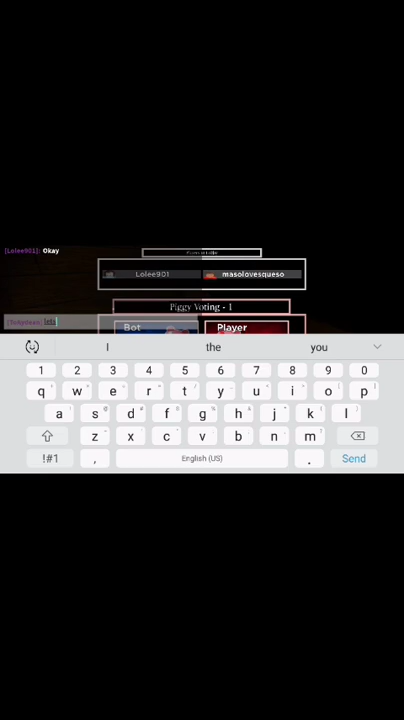 [Lolee901]: Okay
Lolee901
masolovesqueso
Piggy Voting - 1
Bot
Player
I
the
you
1 2 3 4 5 6 7 8 9 0
q w e r t y u i o p
a s d f g h j k l
z x c v b n m
!#1 , English (US) . Send